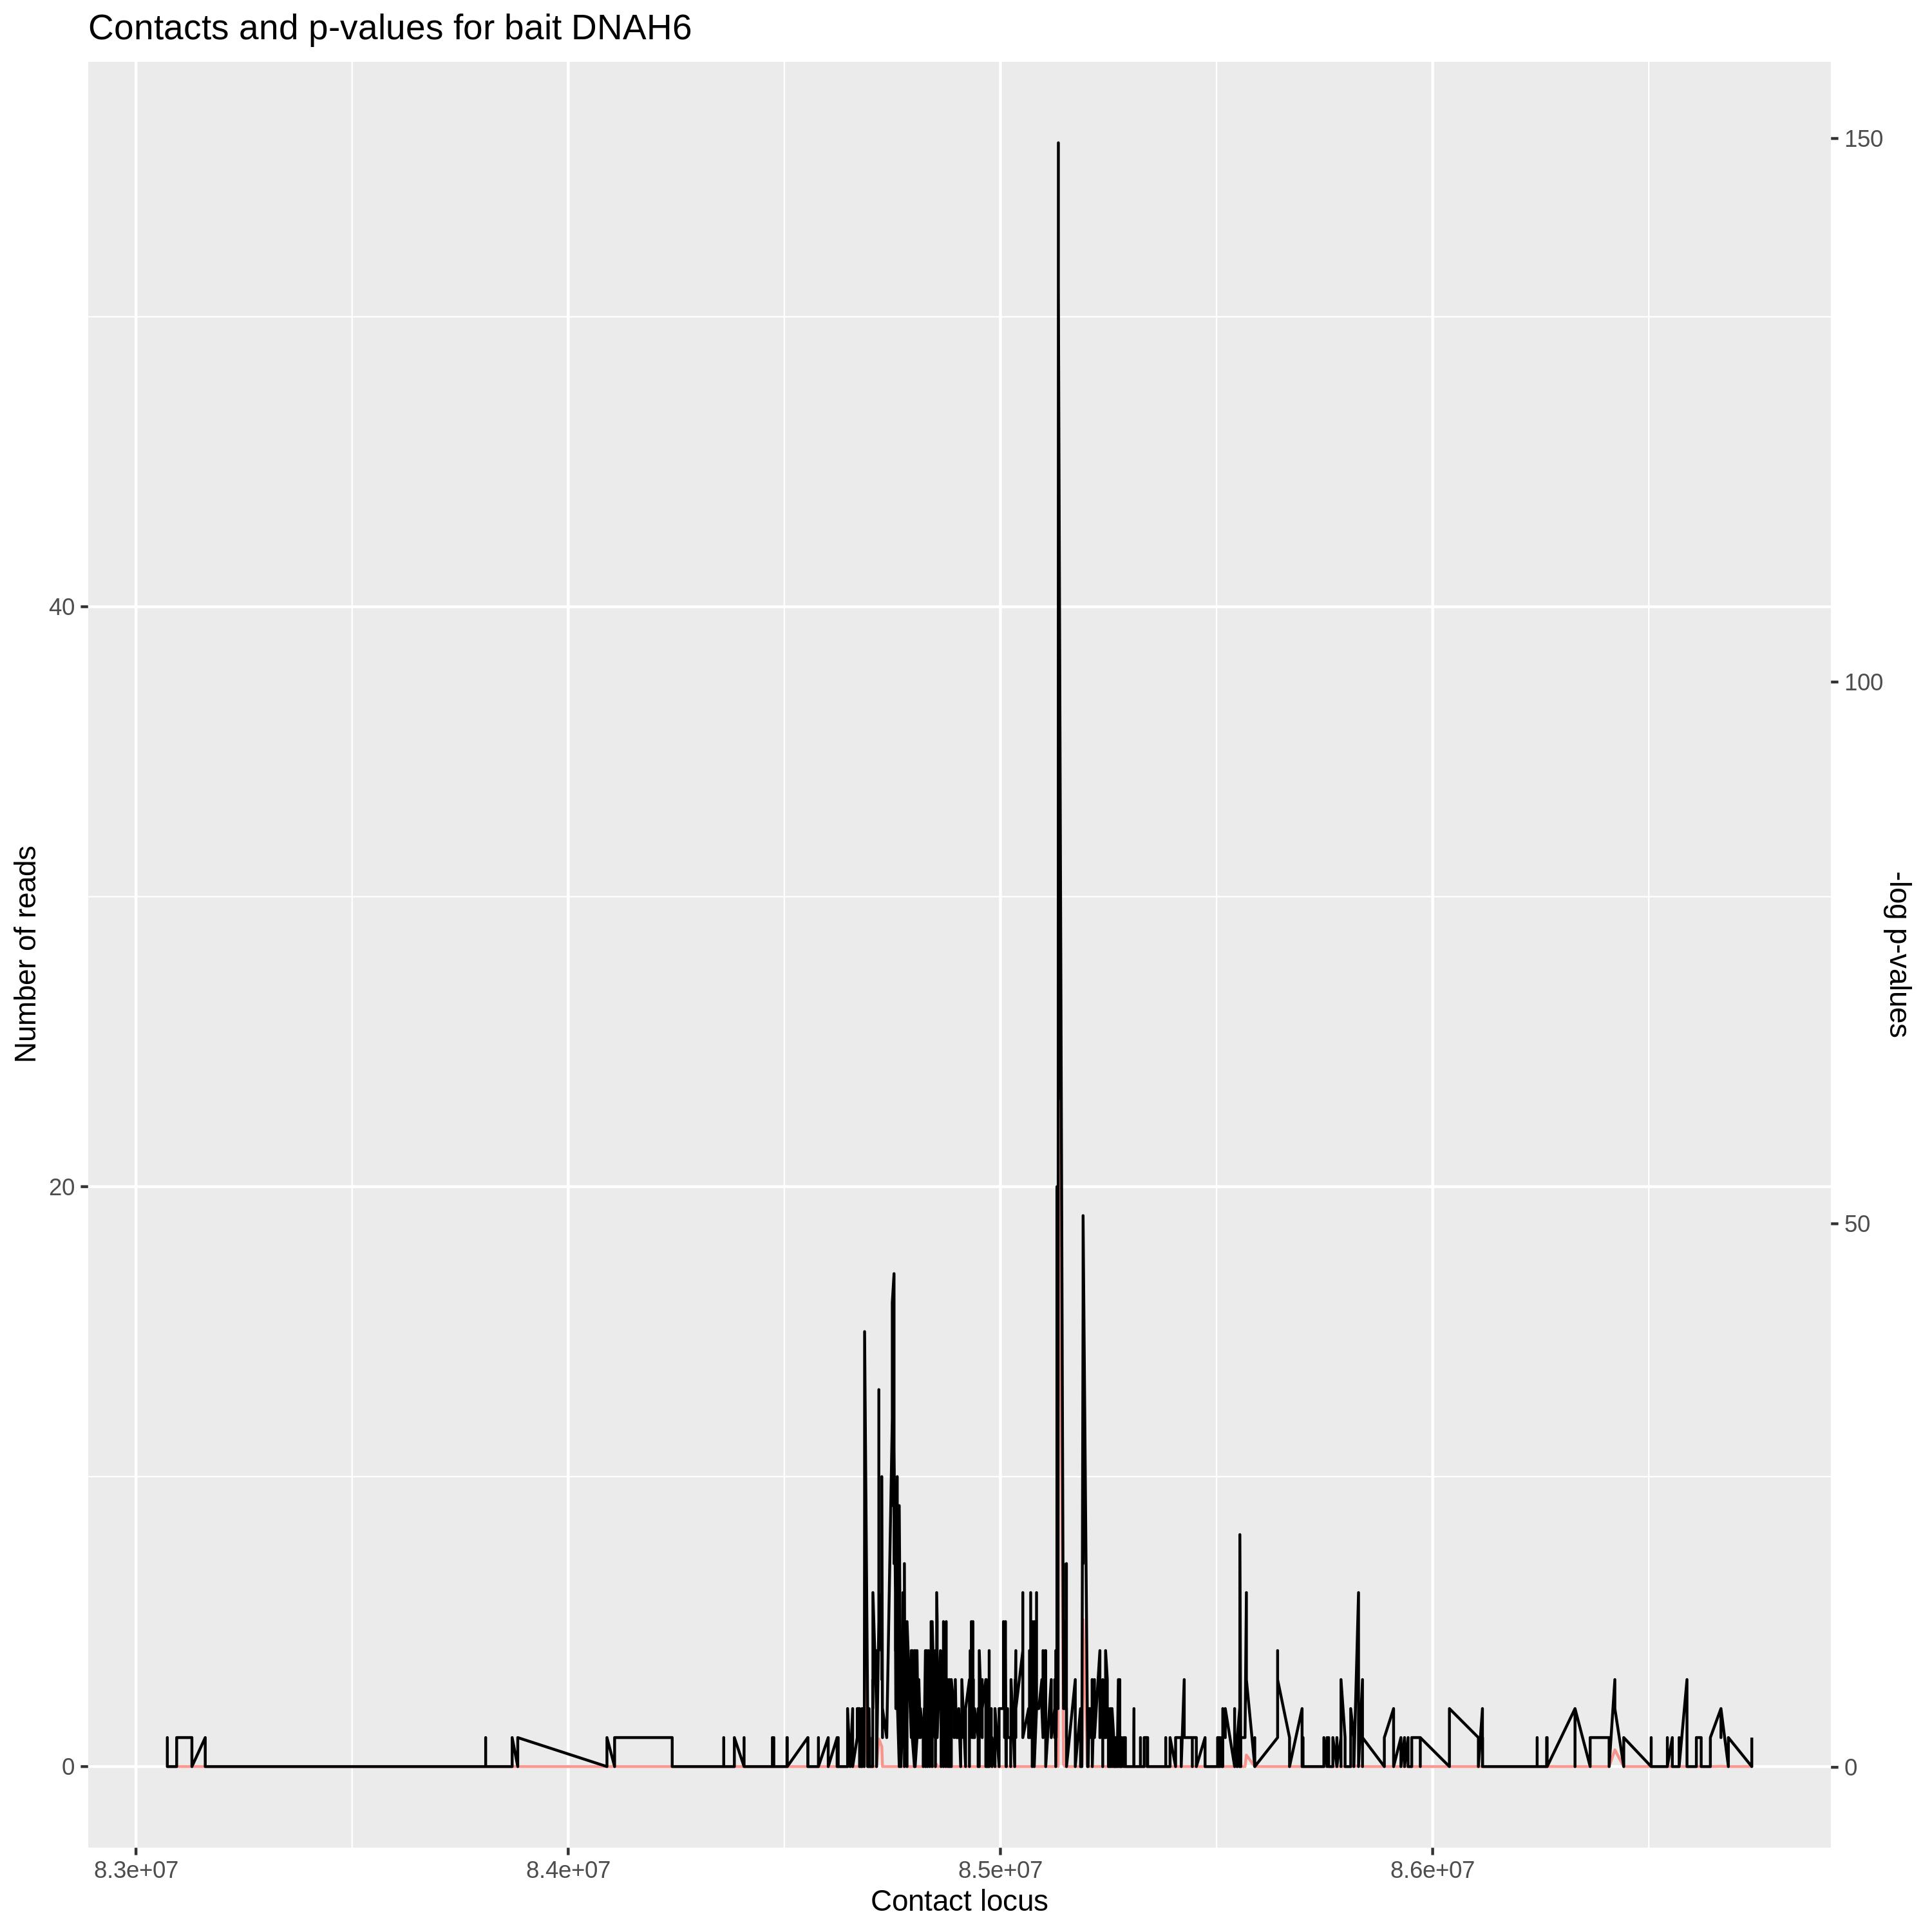 Contacts and p-values for bait DNAH6
150
40
100
Number of reads
-log p-values
20
50
0
0
8.3e+07
8.4e+07
8.5e+07
8.6e+07
Contact locus